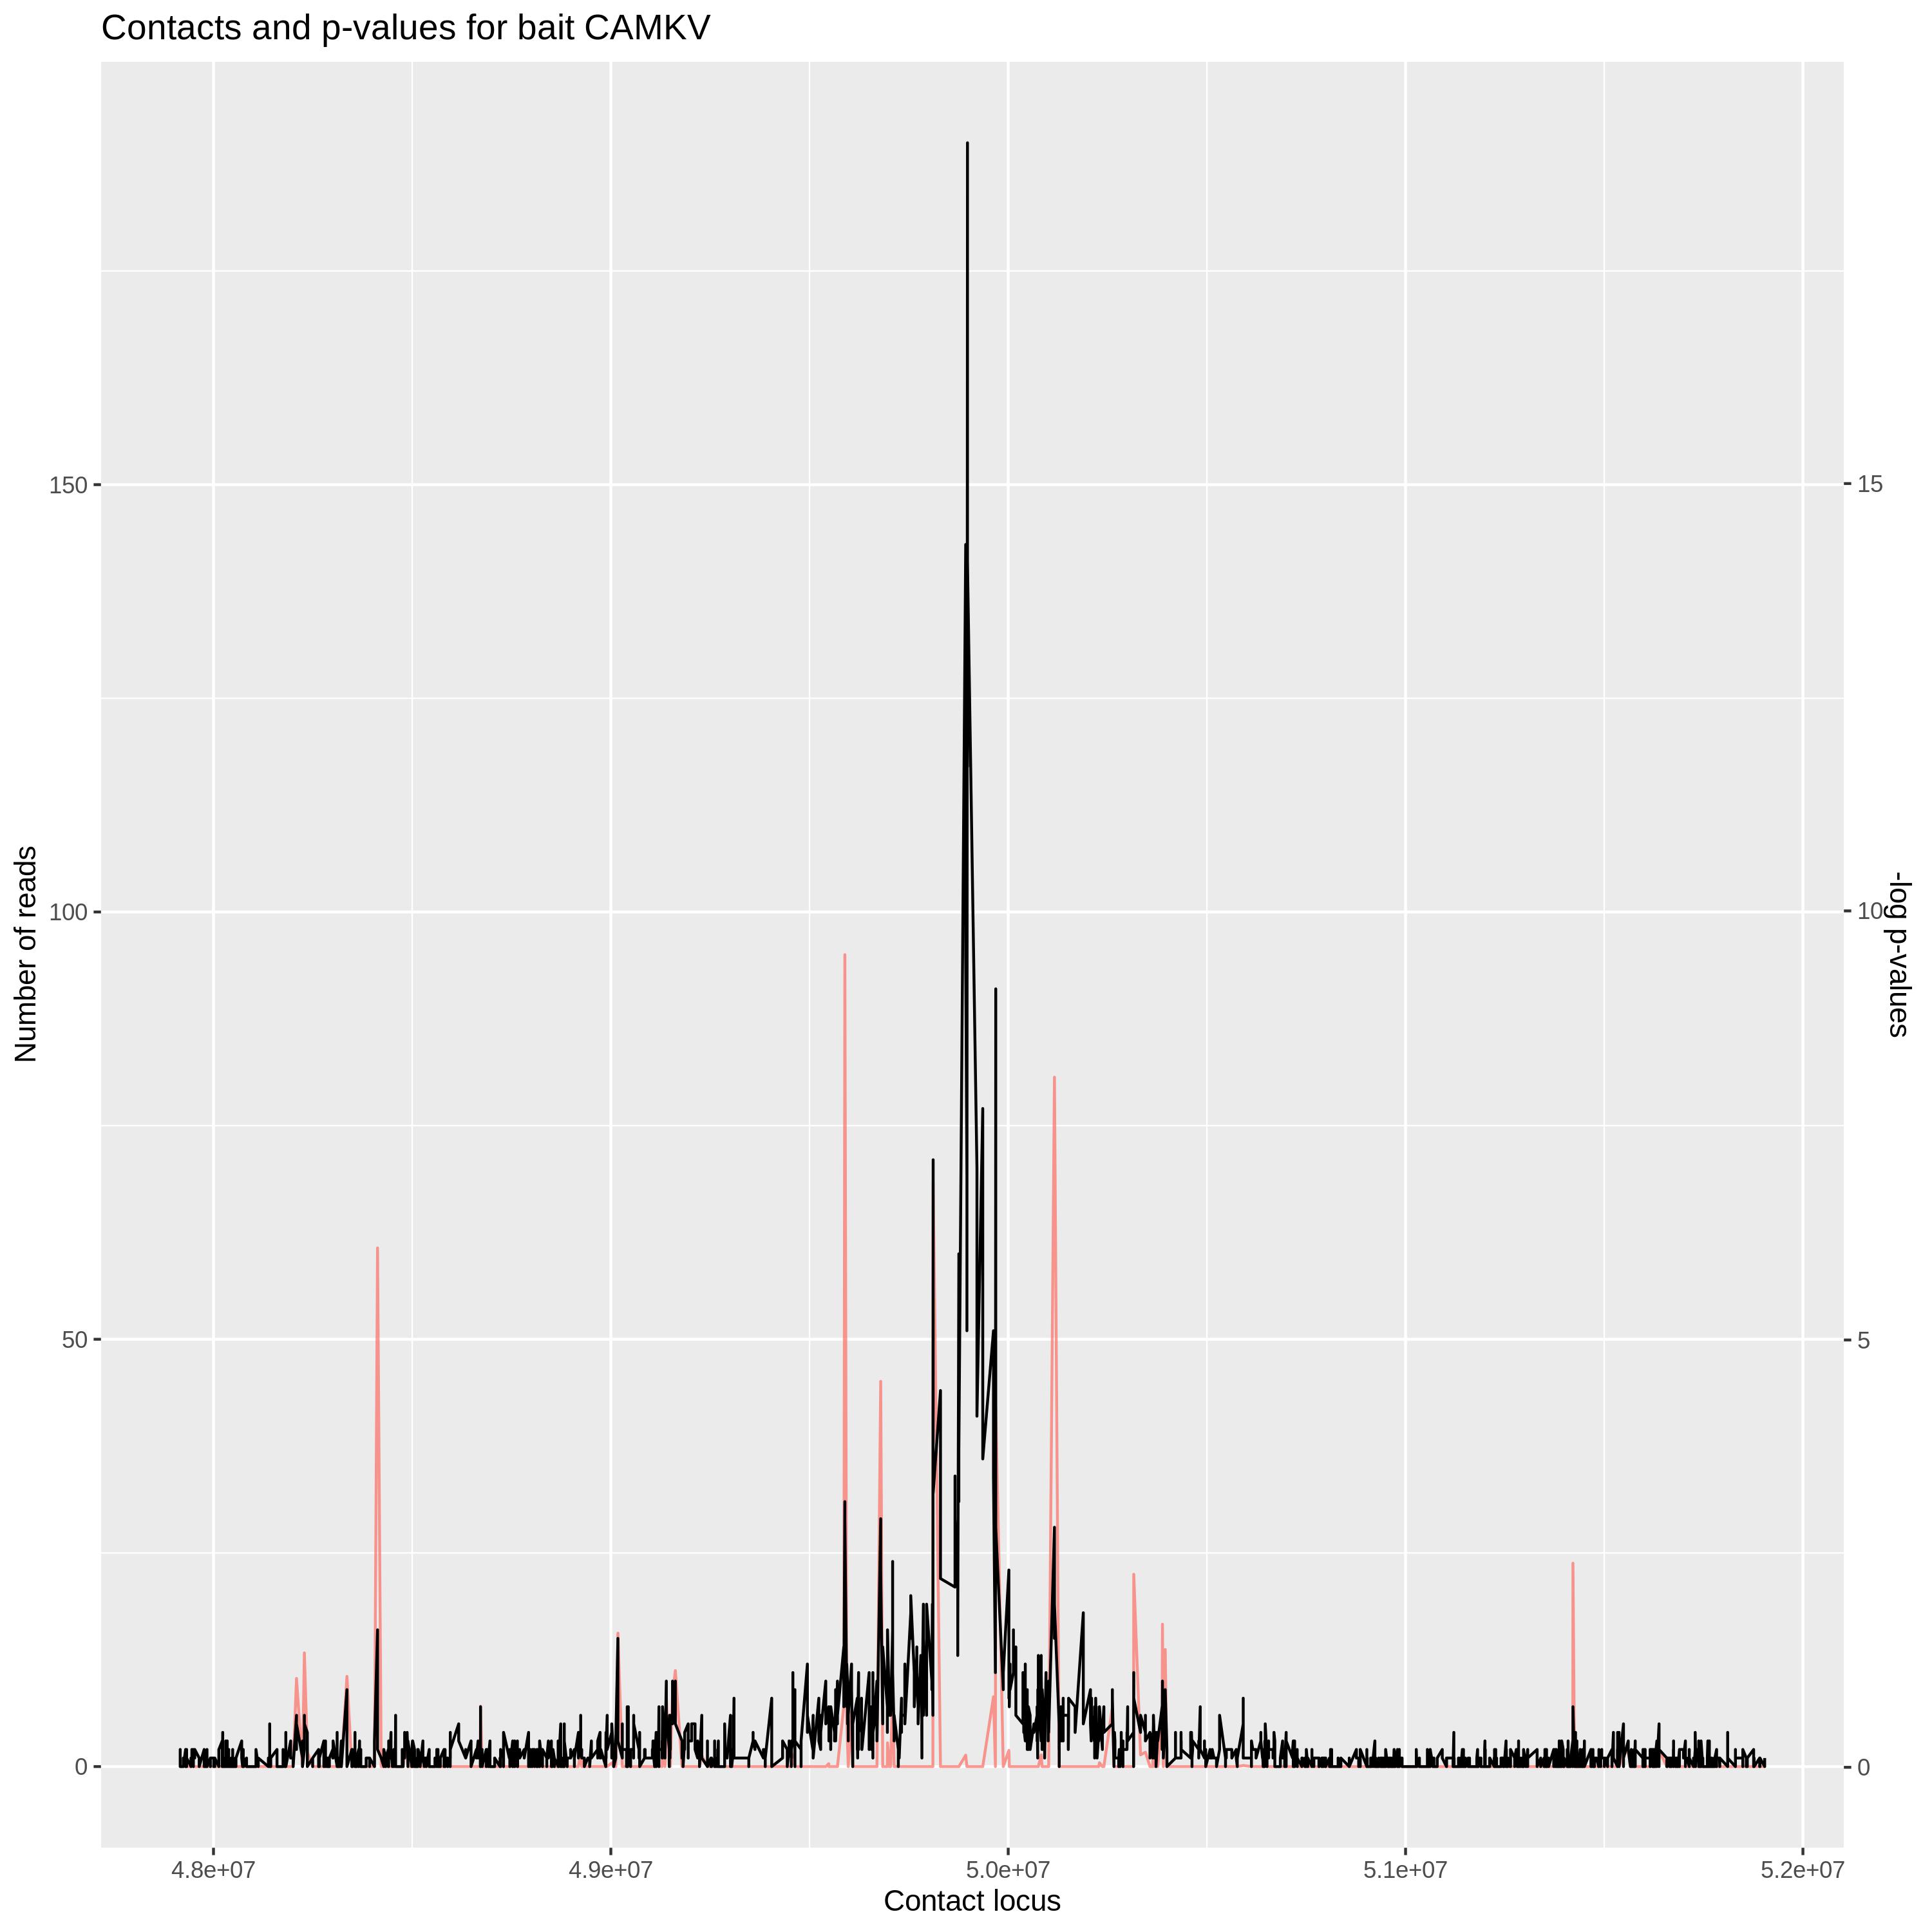 Contacts and p-values for bait CAMKV
150
100
50
0
Number of reads
15
10
5
0
-log p-values
4.8e+07
4.9e+07
5.0e+07
5.1e+07
5.2e+07
Contact locus